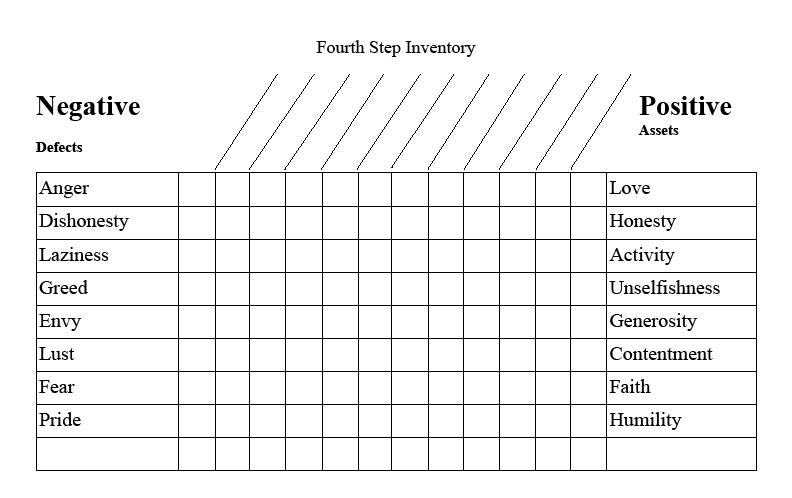 Fourth Step Inventory
Negative
Positive
Assets
Defects
Anger Love
Dishonesty Honesty
Laziness Activity
Greed Unselfishness
Envy Generosity
Lust Contentment
Fear Faith
Pride Humility